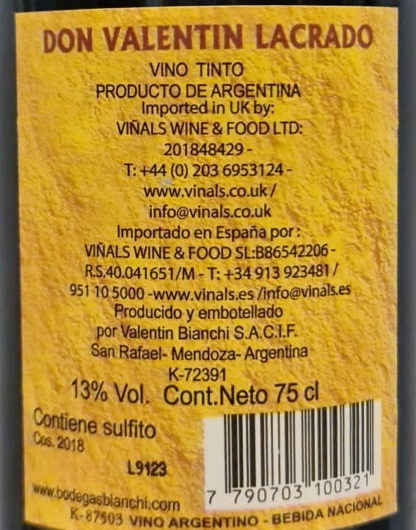 DON VALENTIN LACRADO
VINO TINTO
PRODUCTO DE ARGENTINA
Imported in UK by:
VIÑALS WINE & FOOD LTD:
201848429 -
T: +44 (0) 203 6953124 -
www.vinals.co.uk /
info@vinals.co.uk
Importado en España por :
VIÑALS WINE & FOOD SL:B86542206 -
R.S.40.041651/M - T: +34 913 923481 /
951 10 5000 -www.vinals.es /info@vinals.es
Producido y embotellado
por Valentin Bianchi S.A.C.I.F.
San Rafael- Mendoza- Argentina
K-72391
13% Vol. Cont.Neto 75 cl
Contiene sulfito
Cos. 2018
L9123
7 790703 100321
www.bodegasbianchi.com
K-87503 VINO ARGENTINO - BEBIDA NACIONAL